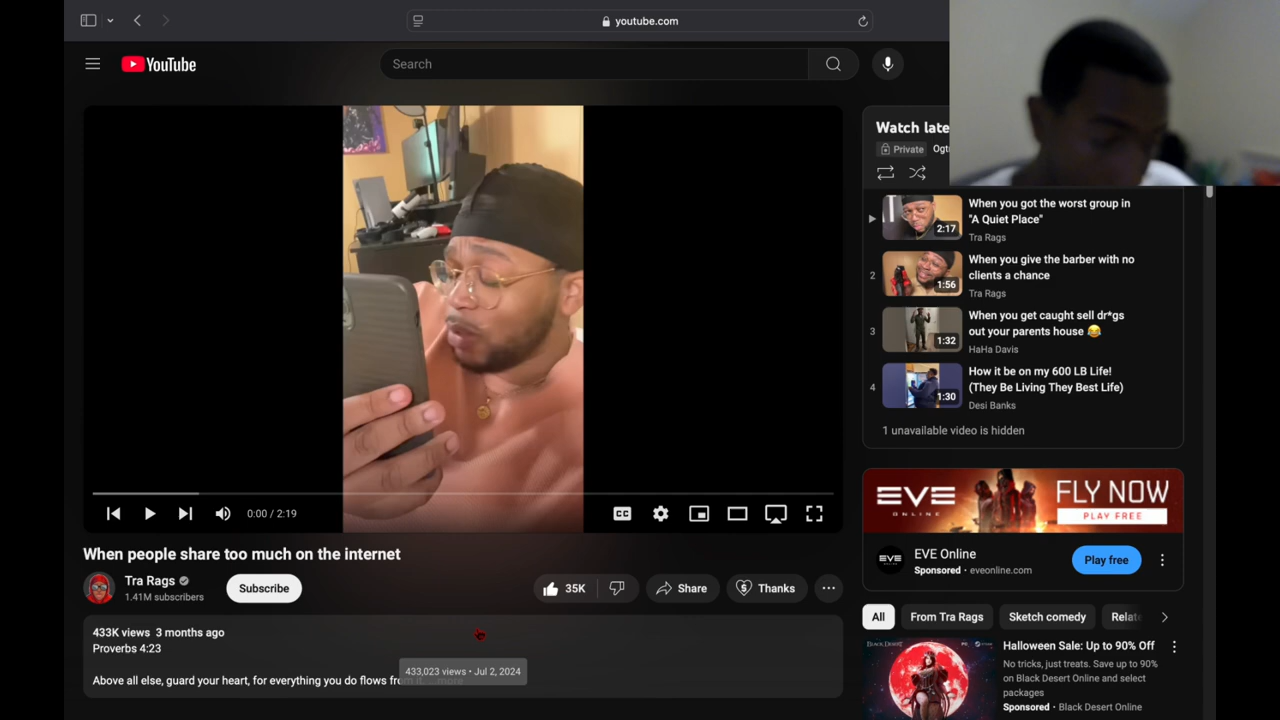 youtube.com
YouTube
Search
When people share too much on the internet
0:00 / 2:19
CC
Tra Rags
1.41M subscribers
Subscribe
35K
Share
Thanks
433K views 3 months ago
Proverbs 4:23
Above all else, guard your heart, for everything you do flows
433,023 views • Jul 2, 2024
Watch late
Private
When you got the worst group in
"A Quiet Place"
Tra Rags
2:17
2
When you give the barber with no
clients a chance
Tra Rags
1:56
3
When you get caught sell dr*gs
out your parents house 😂
HaHa Davis
1:32
4
How it be on my 600 LB Life!
(They Be Living They Best Life)
Desi Banks
1:30
1 unavailable video is hidden
EVE
ONLINE
FLY NOW
PLAY FREE
EVE
EVE Online
Sponsored • eveonline.com
Play free
All
From Tra Rags
Sketch comedy
Relat
BLACK DESERT
Halloween Sale: Up to 90% Off
No tricks, just treats. Save up to 90%
on Black Desert Online and select
packages
Sponsored • Black Desert Online